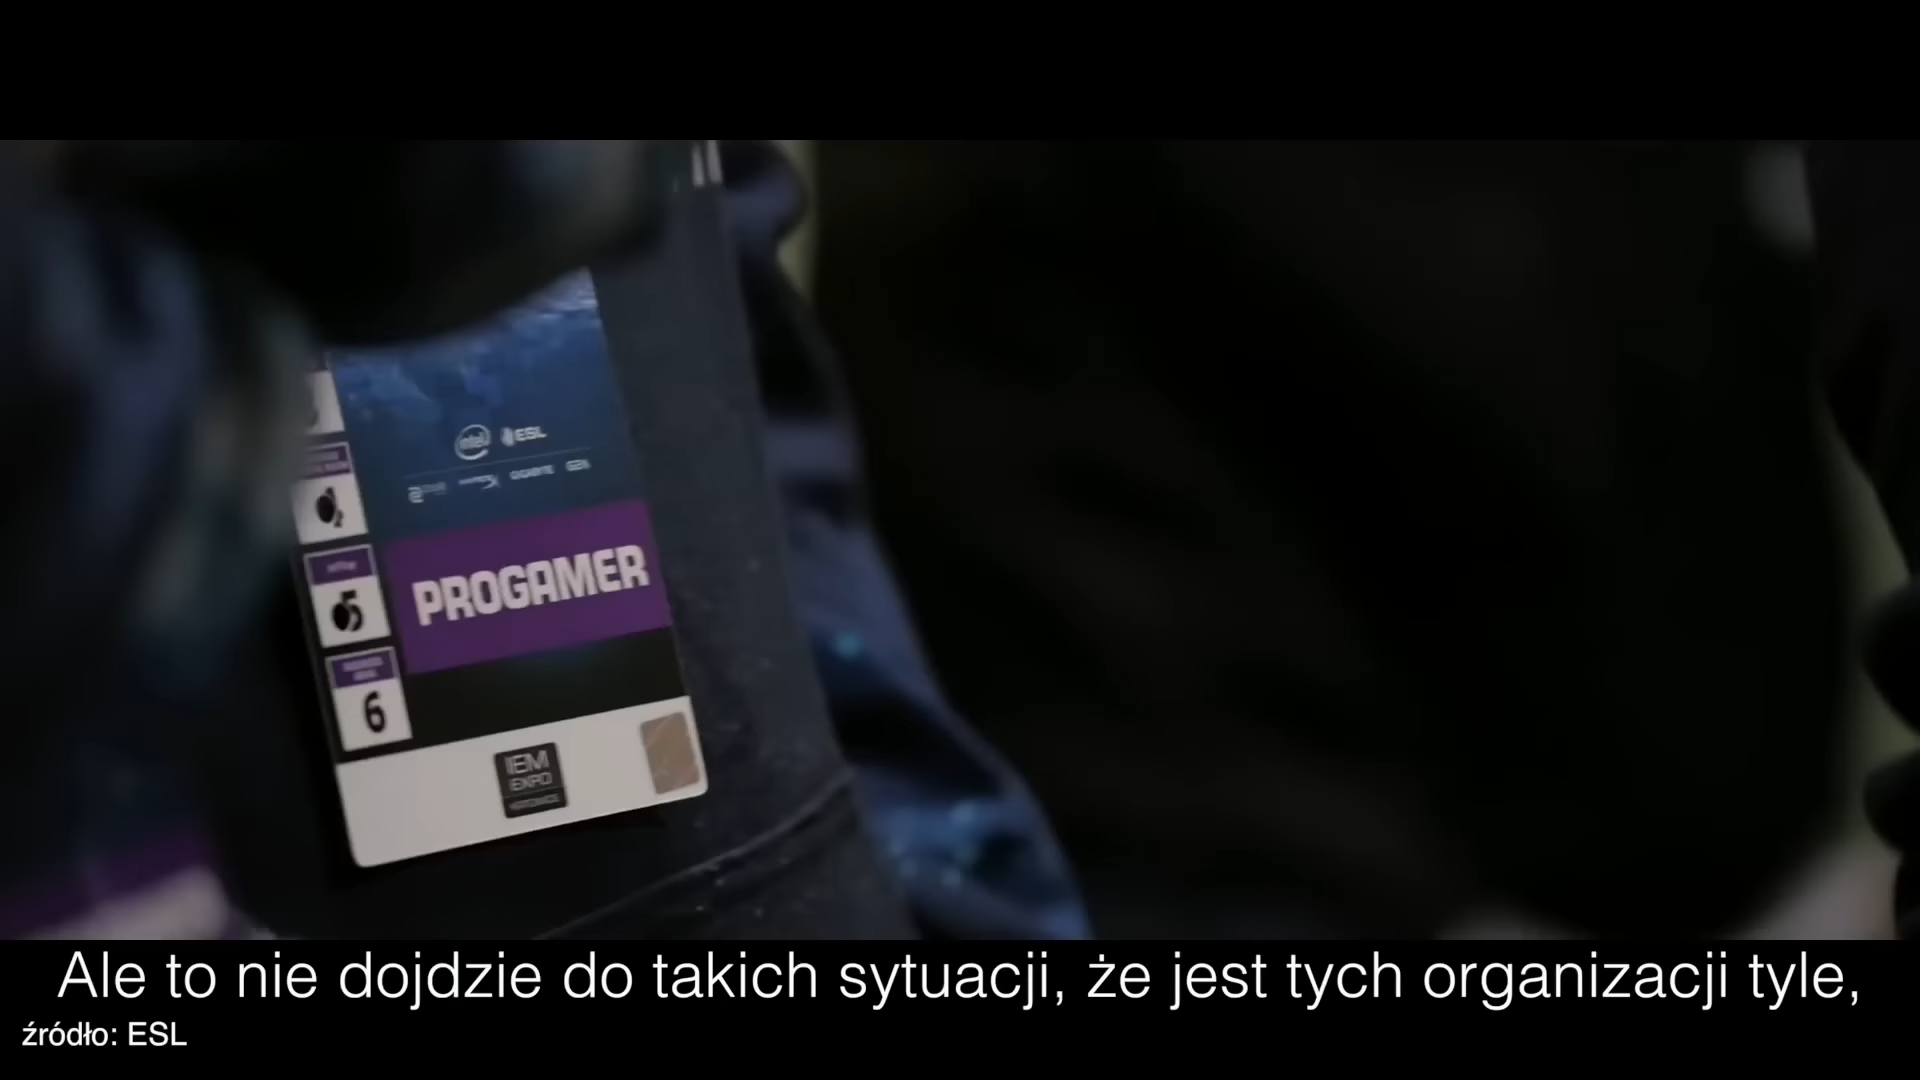 intel ESL
PROGAMER
5
6
IEM
EXPO
Ale to nie dojdzie do takich sytuacji, że jest tych organizacji tyle,
źródło: ESL